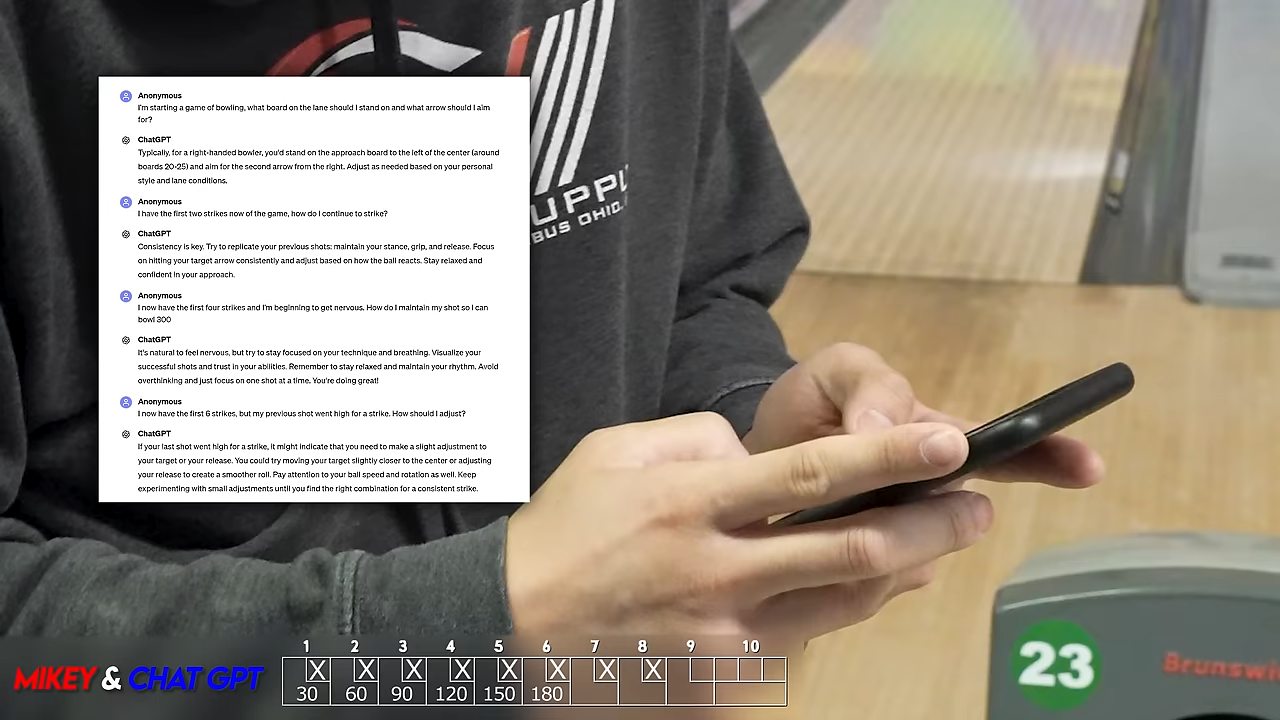 Anonymous
I'm starting a game of bowling, what board on the lane should I stand on and what arrow should I aim
for?
ChatGPT
Typically, for a right-handed bowler, you'd stand on the approach board to the left of the center (around
boards 20-25) and aim for the second arrow from the right. Adjust as needed based on your personal
style and lane conditions.
Anonymous
I have the first two strikes now of the game, how do I continue to strike?
ChatGPT
Consistency is key. Try to replicate your previous shots: maintain your stance, grip, and release. Focus
on hitting your target arrow consistently and adjust based on how the ball reacts. Stay relaxed and
confident in your approach.
Anonymous
I now have the first four strikes and I'm beginning to get nervous. How do I maintain my shot so I can
bowl 300
ChatGPT
It's natural to feel nervous, but try to stay focused on your technique and breathing. Visualize your
successful shots and trust in your abilities. Remember to stay relaxed and maintain your rhythm. Avoid
overthinking and just focus on one shot at a time. You're doing great!
Anonymous
I now have the first 6 strikes, but my previous shot went high for a strike. How should I adjust?
ChatGPT
If your last shot went high for a strike, it might indicate that you need to make a slight adjustment to
your target or your release. You could try moving your target slightly closer to the center or adjusting
your release to create a smoother roll. Pay attention to your ball speed and rotation as well. Keep
experimenting with small adjustments until you find the right combination for a consistent strike.
UPPL
BUS OHIO.
23
Brunswi
MIKEY & CHAT GPT
1 2 3 4 5 6 7 8 9 10
X X X X X X X X
30 60 90 120 150 180